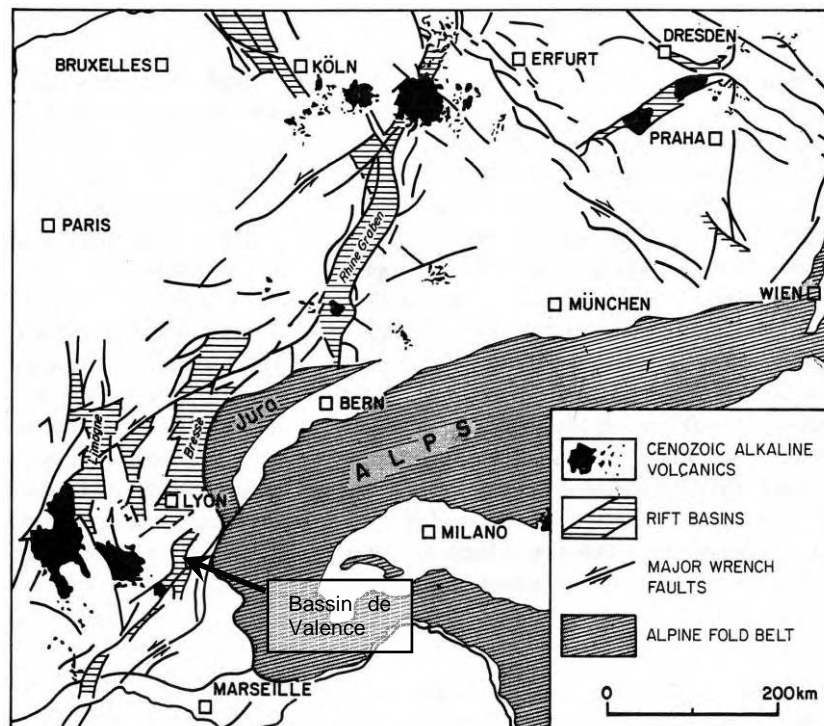 BRUXELLES
KÖLN
ERFURT
DRESDEN
PRAHA
PARIS
Rhine Graben
MÜNCHEN
WIEN
Limagne
Bresse
Jura
BERN
ALPS
LYON
MILANO
Bassin de
Valence
MARSEILLE
CENOZOIC ALKALINE
VOLCANICS
RIFT BASINS
MAJOR WRENCH
FAULTS
ALPINE FOLD BELT
0 200km